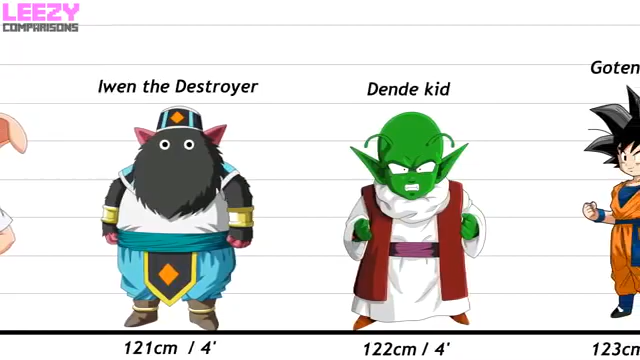 LEEZY
COMPARISONS
Goten
Iwen the Destroyer
Dende kid
121cm / 4'
122cm / 4'
123cm